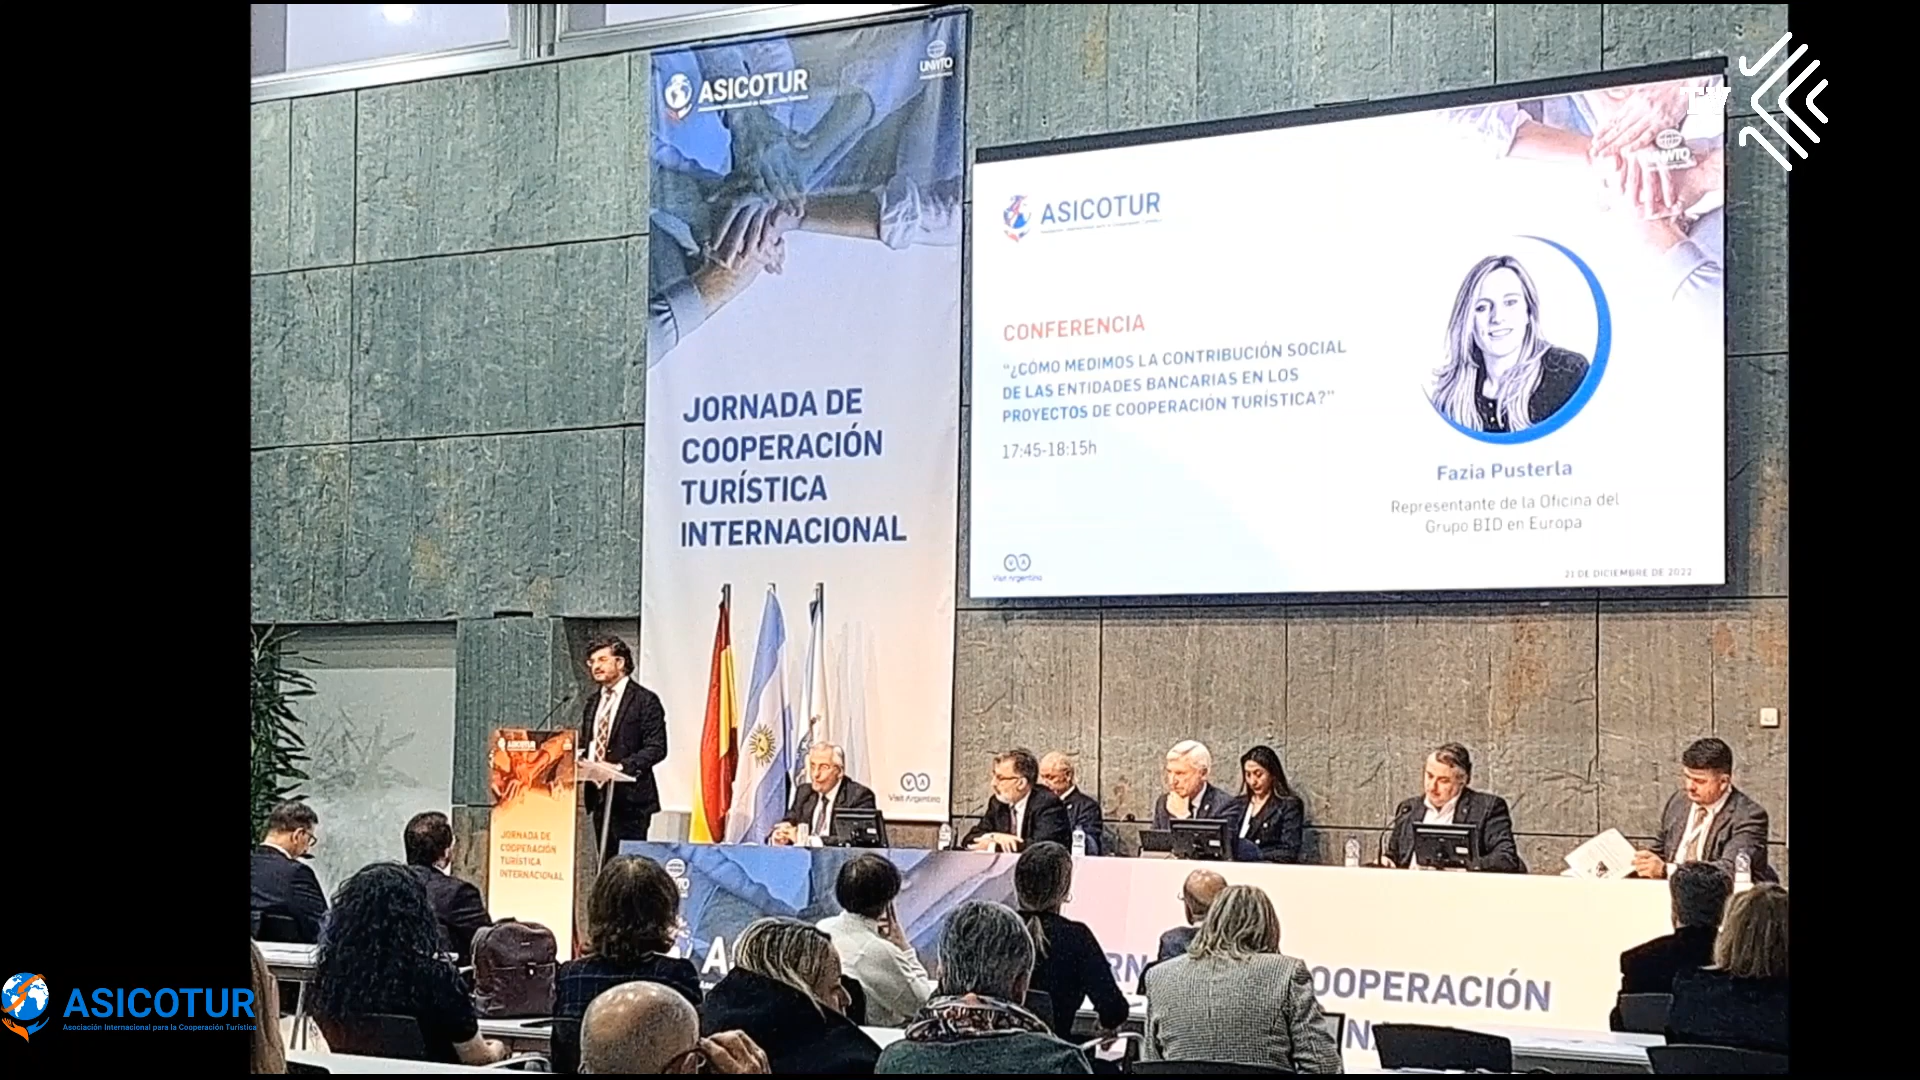 ASICOTUR
UNWTO
JORNADA DE
COOPERACIÓN
TURÍSTICA
INTERNACIONAL
Visit Argentina
TV
UNWTO
ASICOTUR
CONFERENCIA
"¿CÓMO MEDIMOS LA CONTRIBUCIÓN SOCIAL
DE LAS ENTIDADES BANCARIAS EN LOS
PROYECTOS DE COOPERACIÓN TURÍSTICA?"
17:45-18:15h
Fazia Pusterla
Representante de la Oficina del
Grupo BID en Europa
Visit Argentina
21 DE DICIEMBRE DE 2022
ASICOTUR
JORNADA DE
COOPERACIÓN
TURÍSTICA
INTERNACIONAL
OOPERACIÓN
ASICOTUR
Asociación Internacional para la Cooperación Turística